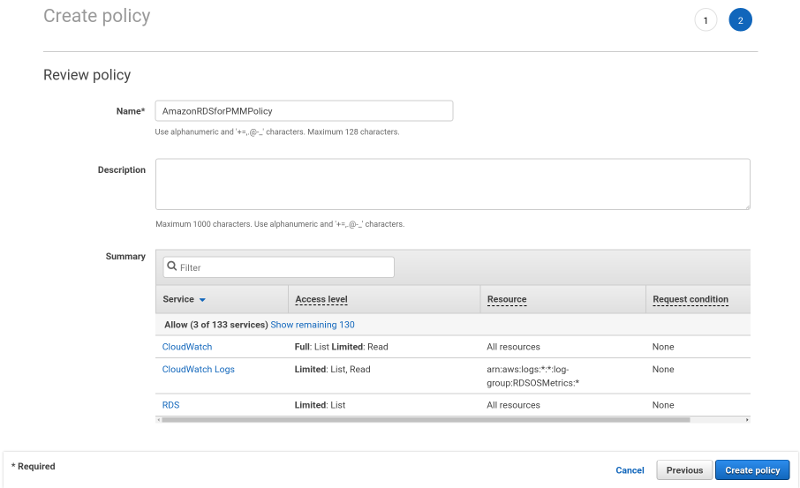 Create policy
1
2
Review policy
Name*
AmazonRDSforPMMPolicy
Use alphanumeric and '+=,.@-_' characters. Maximum 128 characters.
Description
Maximum 1000 characters. Use alphanumeric and '+=,.@-_' characters.
Summary
Filter
Service Access level Resource Request condition
Allow (3 of 133 services) Show remaining 130
CloudWatch Full: List Limited: Read All resources None
CloudWatch Logs Limited: List, Read arn:aws:logs:*:*:log- None
group:RDSOSMetrics:*
RDS Limited: List All resources None
* Required
Cancel Previous Create policy